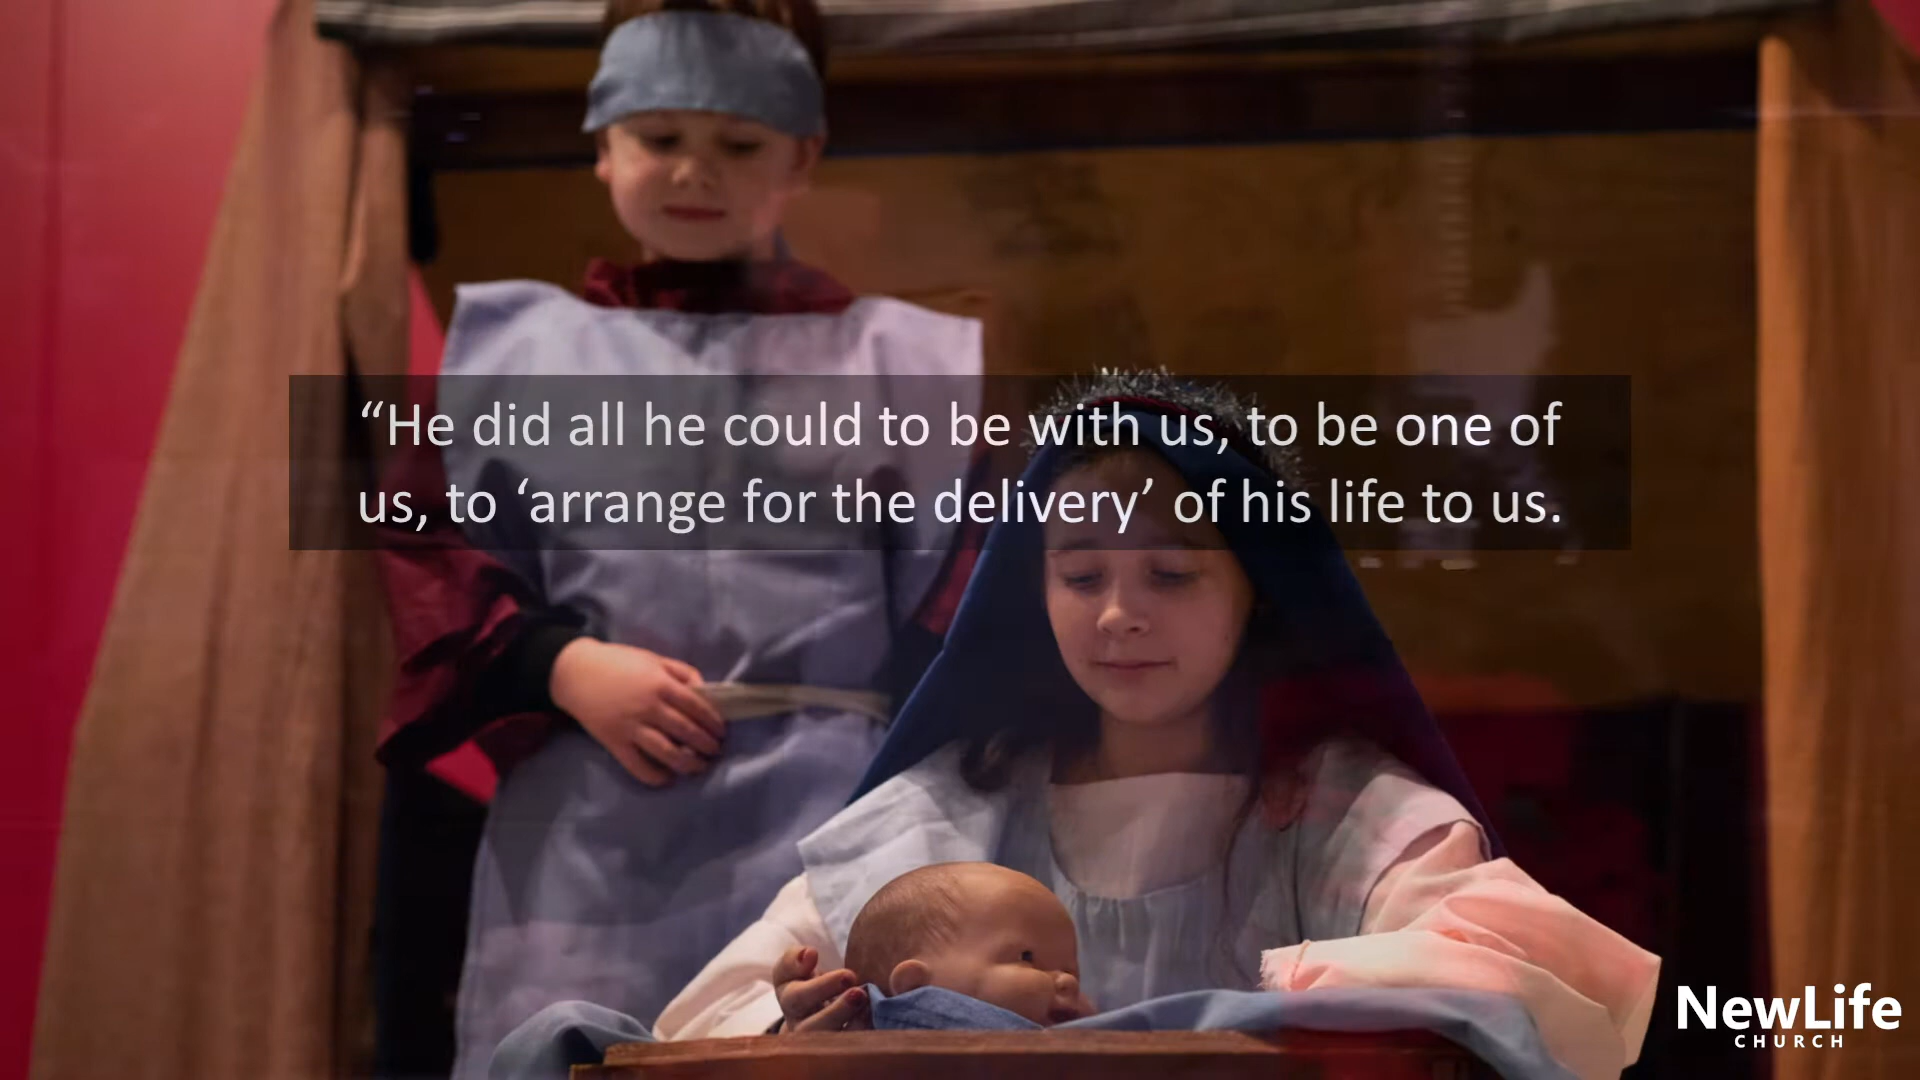 “He did all he could to be with us, to be one of
us, to ‘arrange for the delivery’ of his life to us.
NewLife
CHURCH